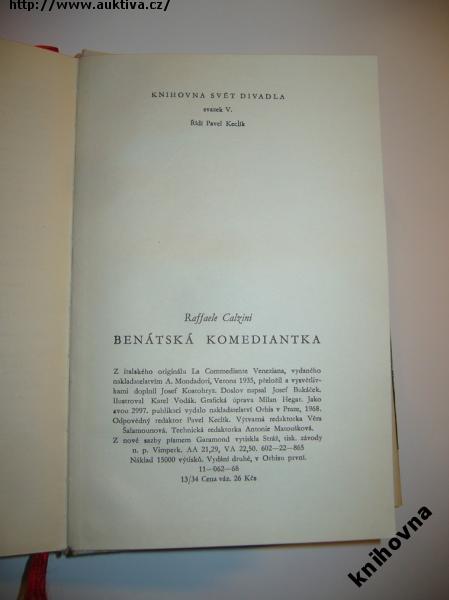 http://www.auktiva.cz/
KNIHOVNA SVĚT DIVADLA
svazek V.
Řídí Pavel Keclík
Raffaele Calzini
BENÁTSKÁ KOMEDIANTKA
Z italského originálu La Commediante Veneziana, vydaného
nakladatelstvím A. Mondadori, Verona 1935, přeložil a vysvětliv-
kami doplnil Josef Kostohryz. Doslov napsal Josef Bukáček.
Ilustroval Karel Vodák. Grafická úprava Milan Hegar. Jako
svou 2997. publikaci vydalo nakladatelství Orbis v Praze, 1968.
Odpovědný redaktor Pavel Keclík. Výtvarná redaktorka Věra
Šalamounová. Technická redaktorka Antonie Matoušková.
Z nové sazby písmem Garamond vytiskla Stráž, tisk. závody
n. p. Vimperk. AA 21,29, VA 22,50. 602-22-865
Náklad 15000 výtisků. Vydání druhé, v Orbisu první.
11-062-68
13/34 Cena váz. 26 Kčs
knihovna